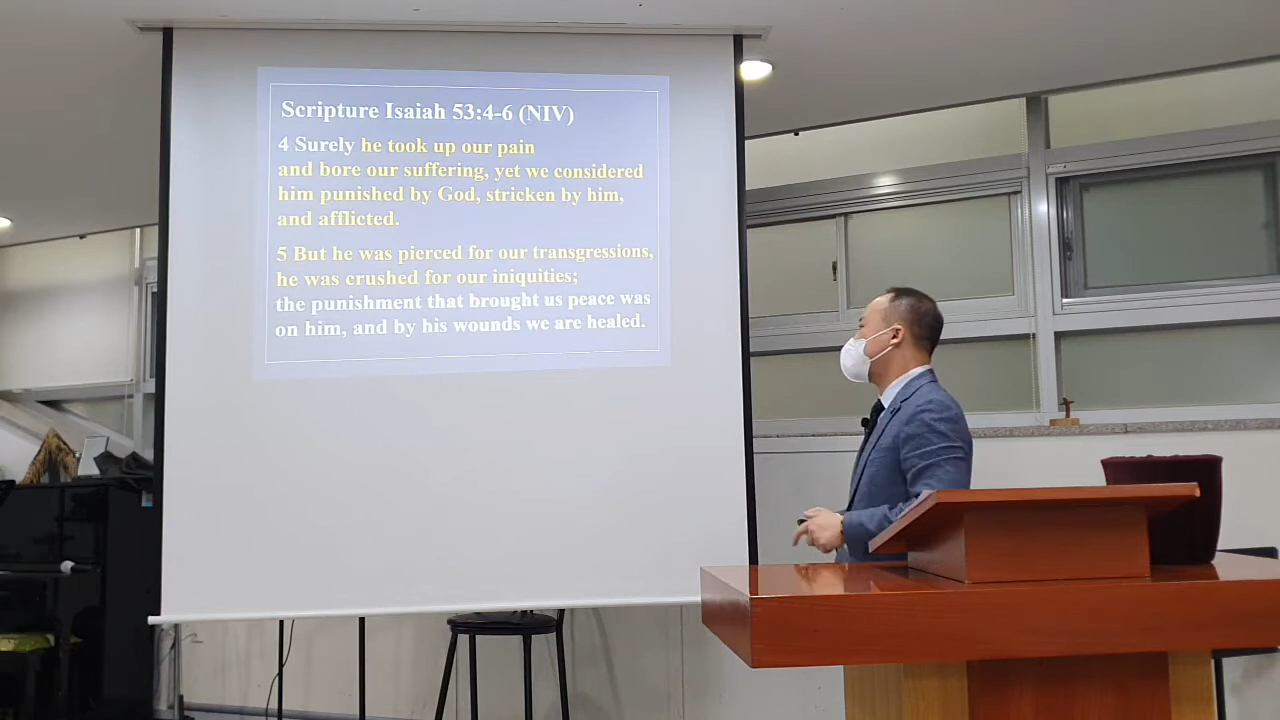 Scripture Isaiah 53:4-6 (NIV)
4 Surely he took up our pain
and bore our suffering, yet we considered
him punished by God, stricken by him,
and afflicted.
5 But he was pierced for our transgressions,
he was crushed for our iniquities;
the punishment that brought us peace was
on him, and by his wounds we are healed.